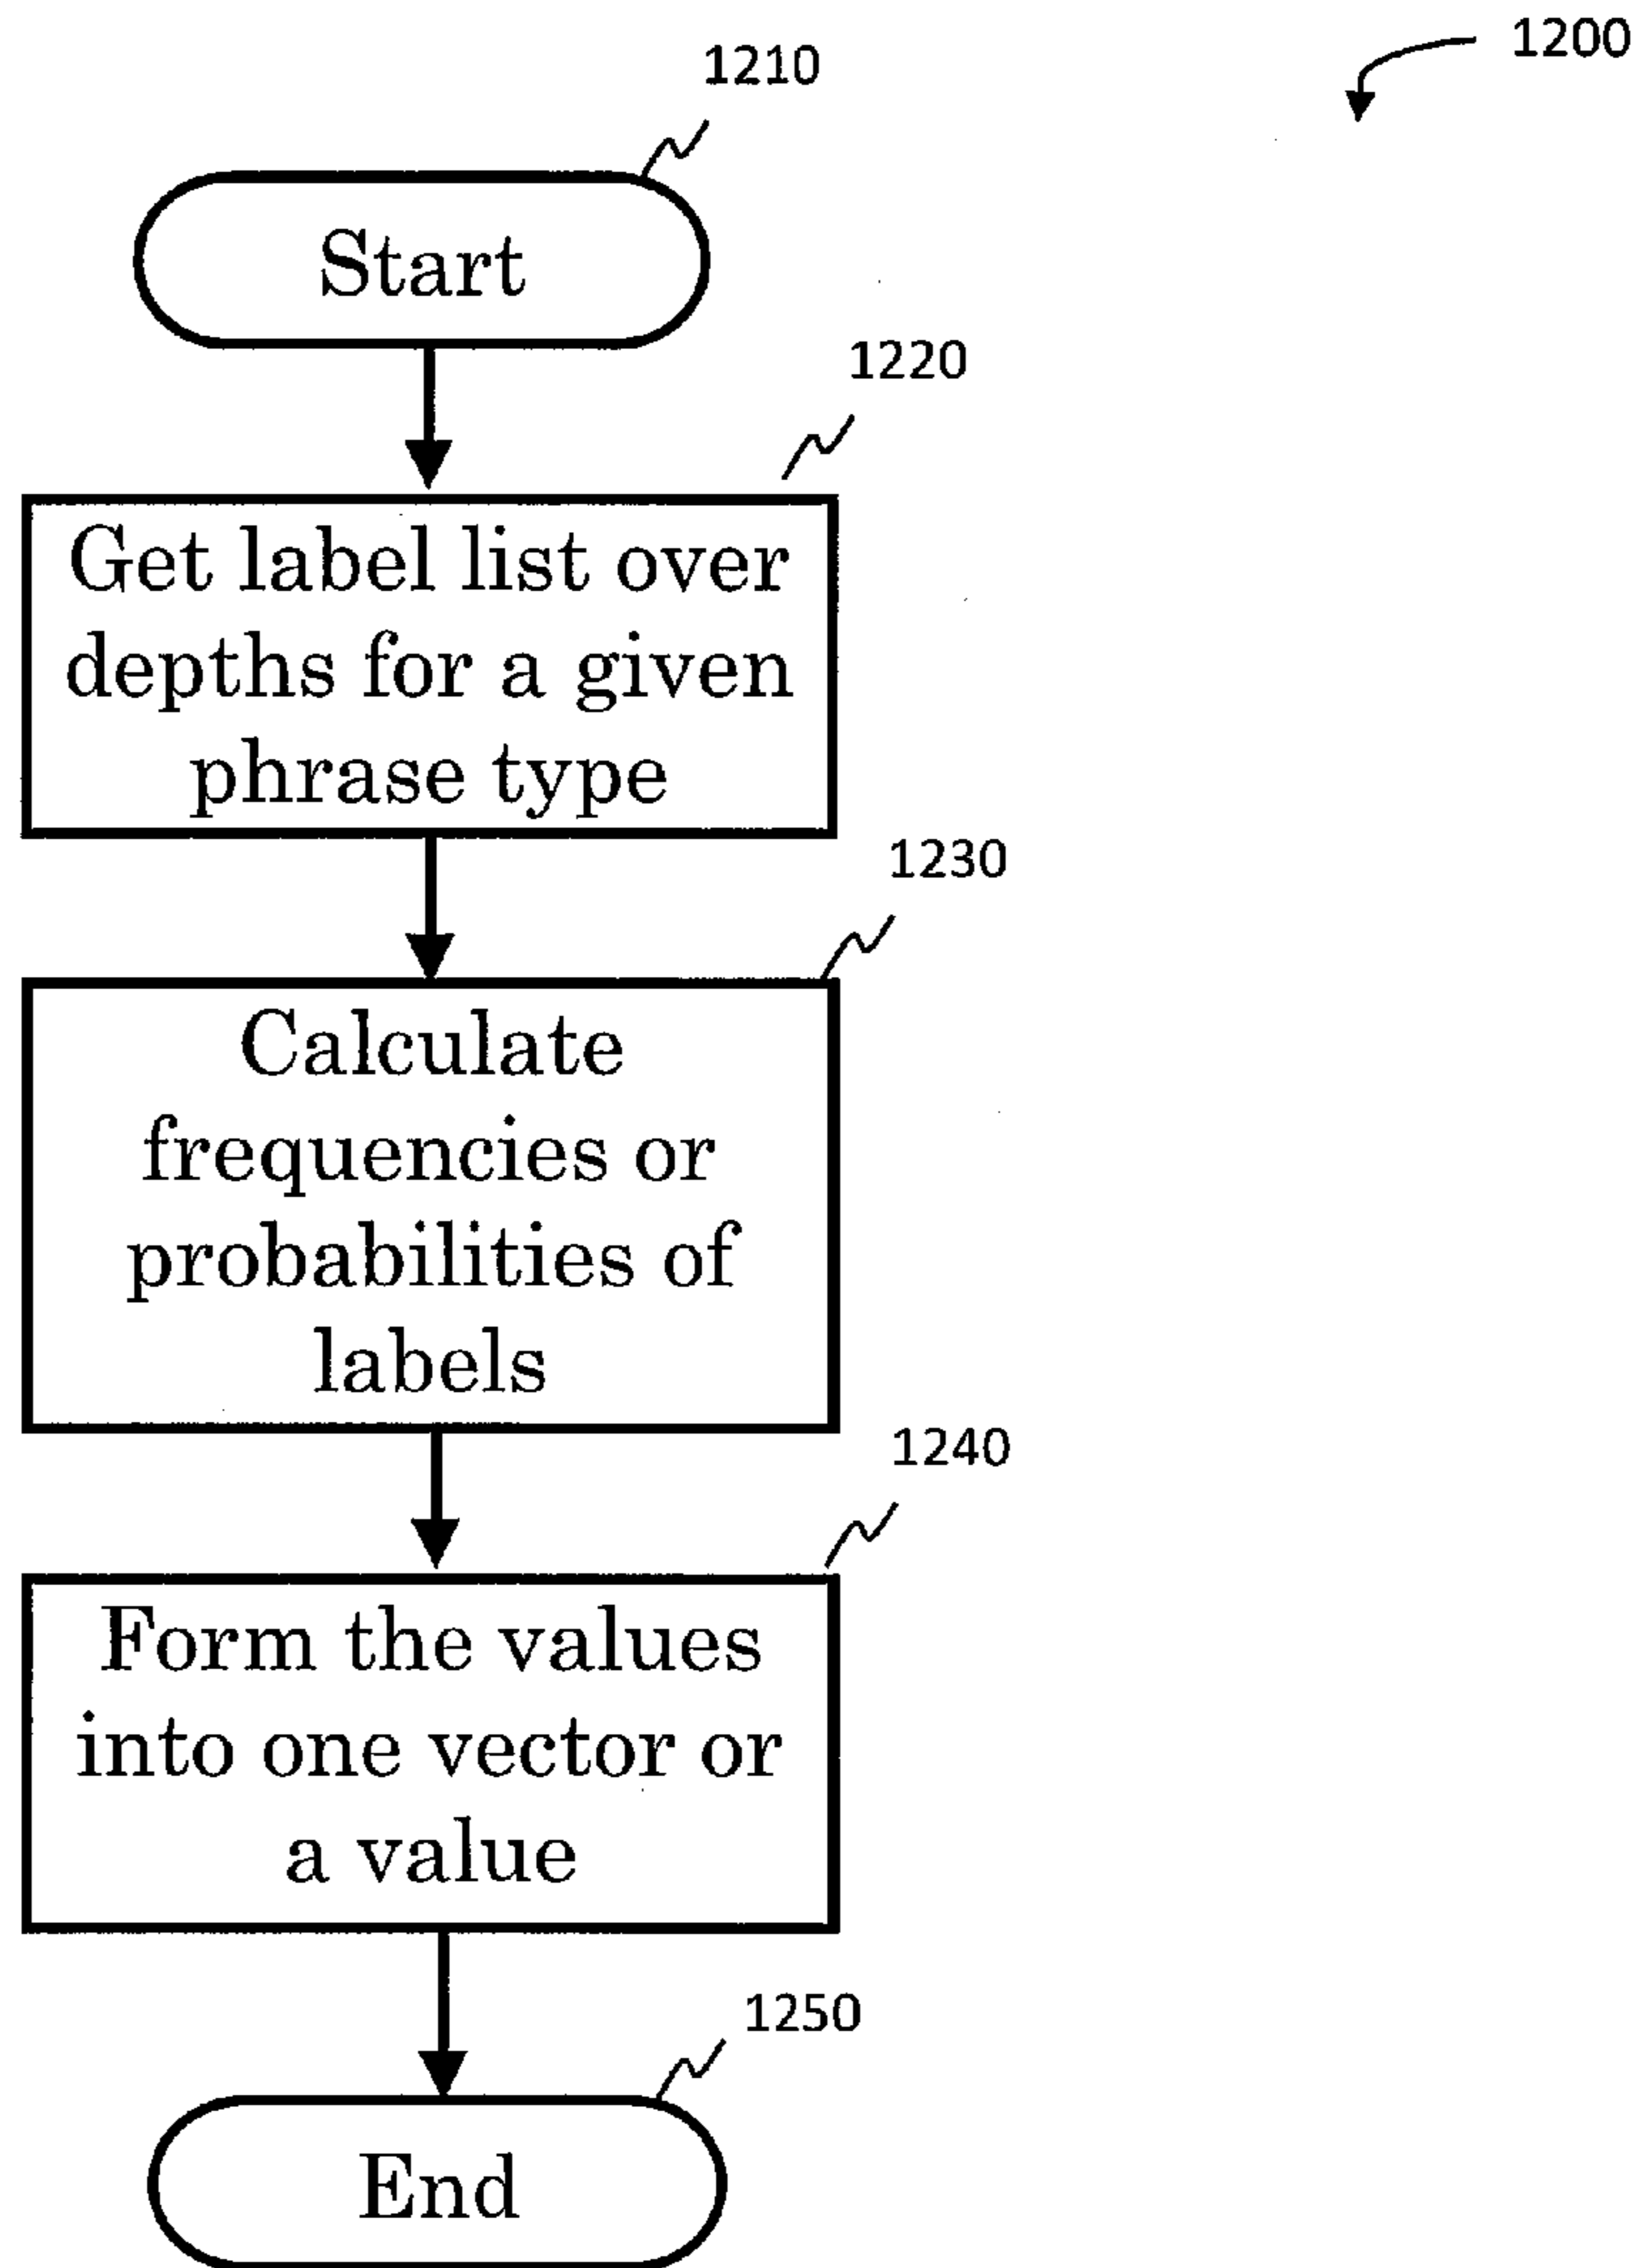 1200
1210
Start
1220
Get label list over
depths for a given
phrase type
1230
Calculate
frequencies or
probabilities of
labels
1240
Form the values
into one vector or
a value
1250
End